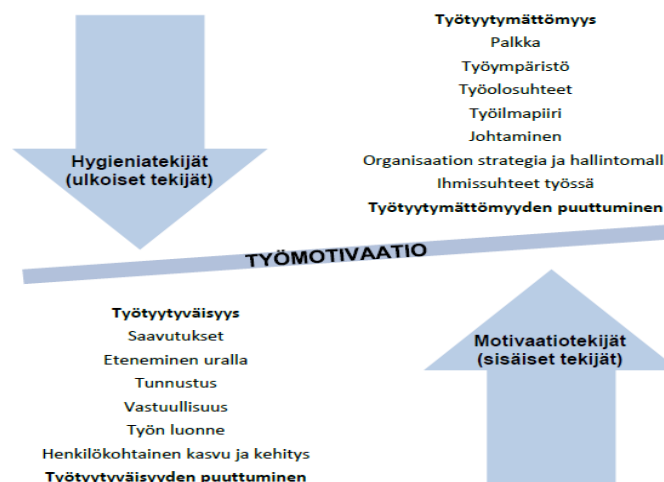 Työtyytymättömyys
Palkka
Työympäristö
Työolosuhteet
Työilmapiiri
Johtaminen
Organisaation strategia ja hallintomall
Ihmissuhteet työssä
Työtyytymättömyyden puuttuminen
Hygieniatekijät
(ulkoiset tekijät)
TYÖMOTIVAATIO
Työtyytyväisyys
Saavutukset
Eteneminen uralla
Tunnustus
Vastuullisuus
Työn luonne
Henkilökohtainen kasvu ja kehitys
Työtyytyväisyyden puuttuminen
Motivaatiotekijät
(sisäiset tekijät)